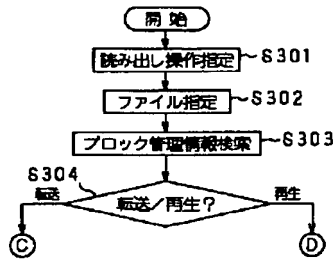 開始
読み出し操作指定
S301
ファイル指定
S302
ブロック管理情報検索
S303
S304
転送
転送/再生?
再生
C
D